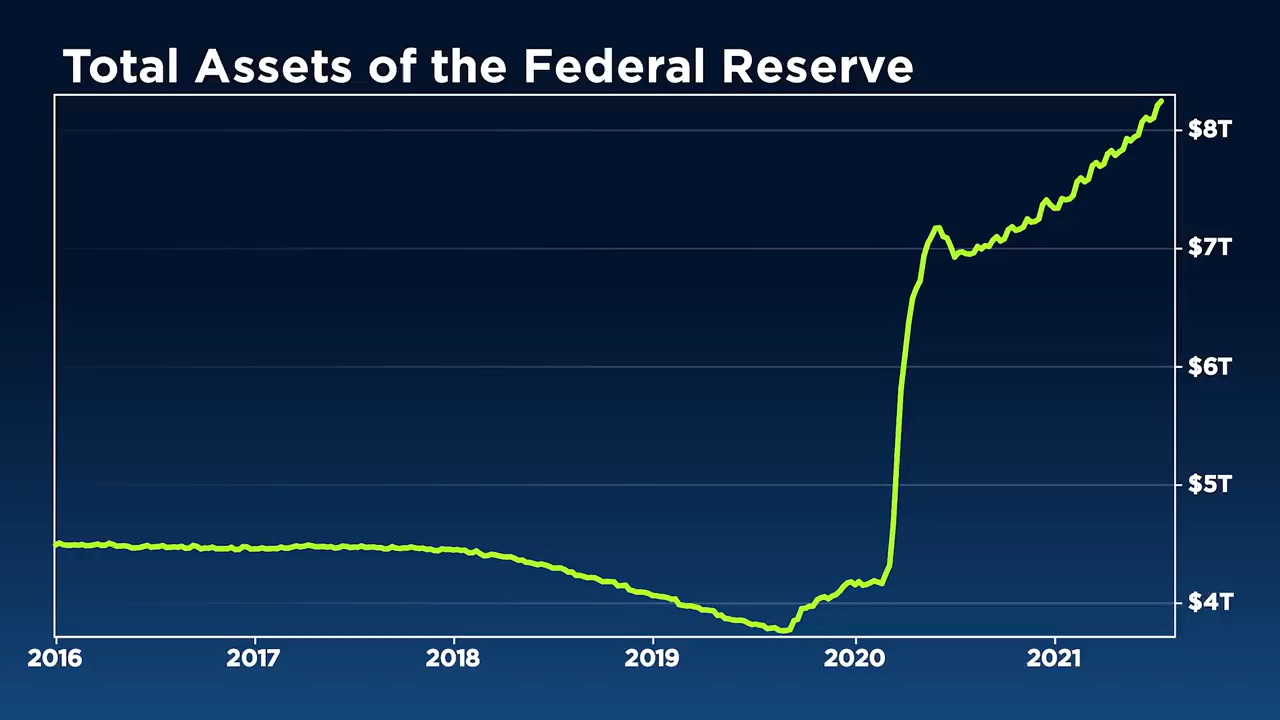 Total Assets of the Federal Reserve
$8T
$7T
$6T
$5T
$4T
2016 2017 2018 2019 2020 2021